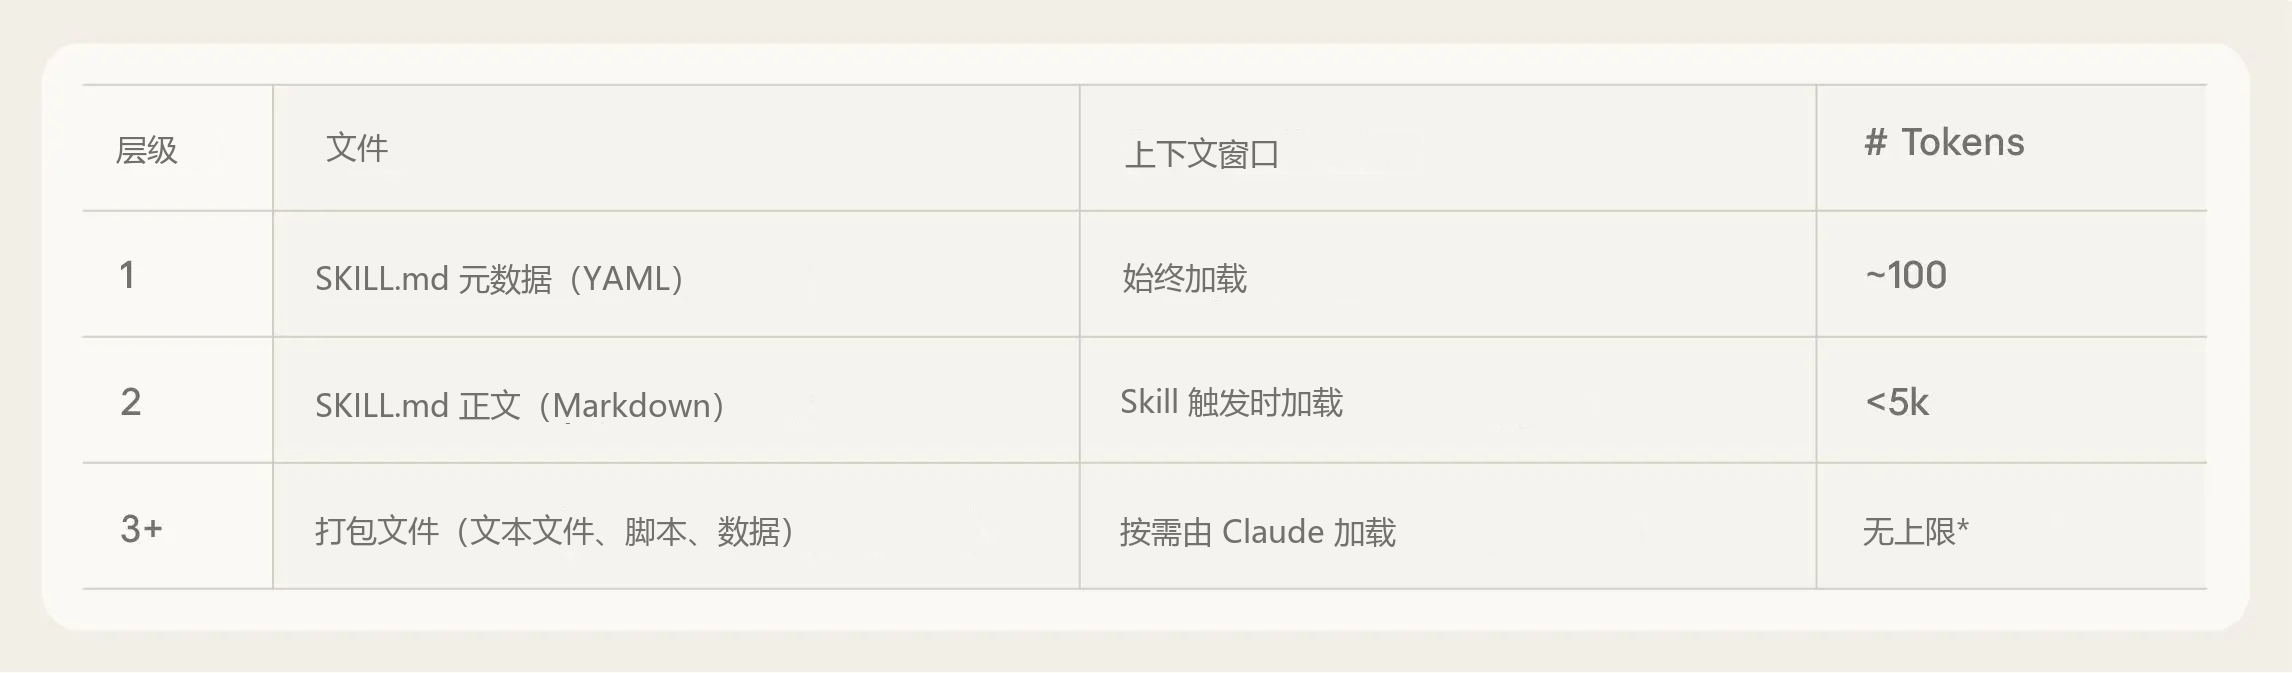 层级 文件 上下文窗口 # Tokens
1 SKILL.md 元数据（YAML） 始终加载 ~100
2 SKILL.md 正文（Markdown） Skill 触发时加载 <5k
3+ 打包文件（文本文件、脚本、数据） 按需由 Claude 加载 无上限*